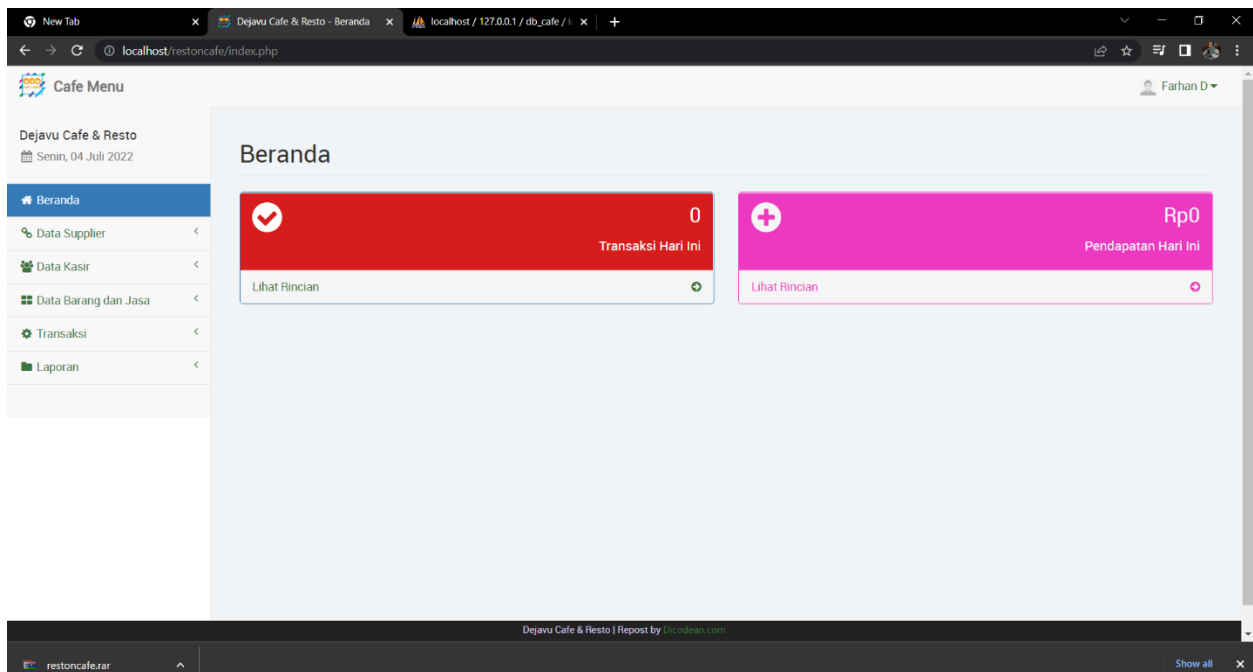 New Tab
Dejavu Cafe & Resto - Beranda
localhost / 127.0.0.1 / db_cafe /
localhost/restoncafe/index.php
Cafe Menu
Farhan D
Dejavu Cafe & Resto
Senin, 04 Juli 2022
Beranda
Data Supplier
Data Kasir
Data Barang dan Jasa
Transaksi
Laporan
Beranda
0
Transaksi Hari Ini
Lihat Rincian
Rp0
Pendapatan Hari Ini
Lihat Rincian
Dejavu Cafe & Resto | Repost by Dicodean.com
restoncafe.rar
Show all